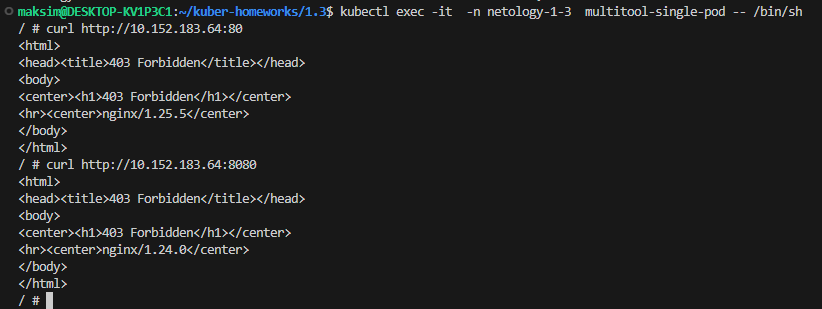 maksim@DESKTOP-KV1P3C1:~/kuber-homeworks/1.3$ kubectl exec -it  -n netology-1-3  multitool-single-pod -- /bin/sh
/ # curl http://10.152.183.64:80
<html>
<head><title>403 Forbidden</title></head>
<body>
<center><h1>403 Forbidden</h1></center>
<hr><center>nginx/1.25.5</center>
</body>
</html>
/ # curl http://10.152.183.64:8080
<html>
<head><title>403 Forbidden</title></head>
<body>
<center><h1>403 Forbidden</h1></center>
<hr><center>nginx/1.24.0</center>
</body>
</html>
/ #